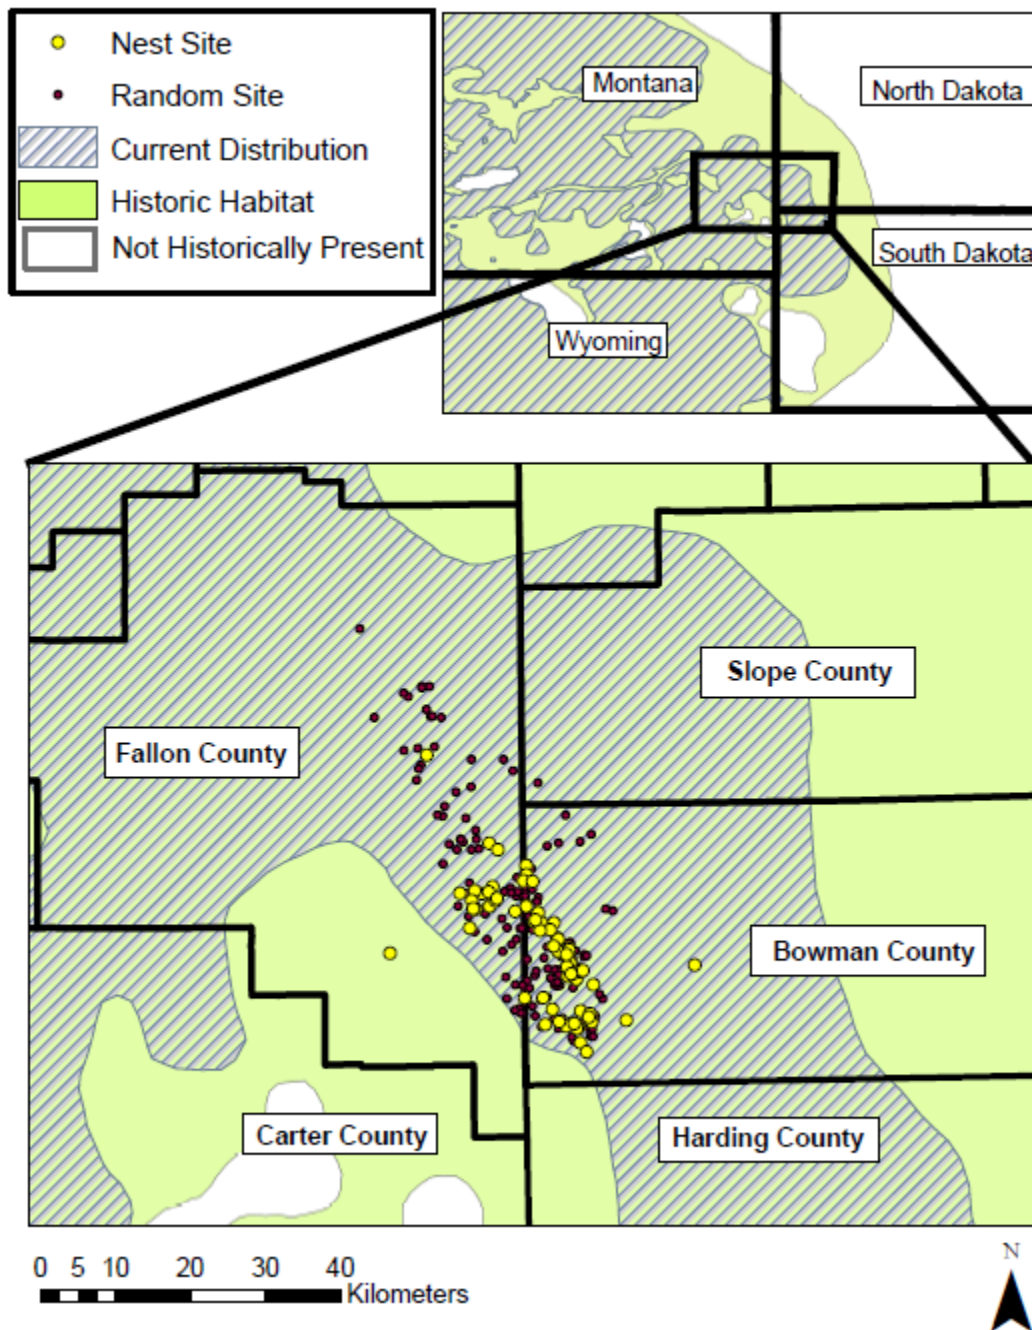 Nest Site
Random Site
Current Distribution
Historic Habitat
Not Historically Present
Montana
North Dakota
South Dakota
Wyoming
Slope County
Fallon County
Bowman County
Carter County
Harding County
0 5 10 20 30 40
Kilometers
N